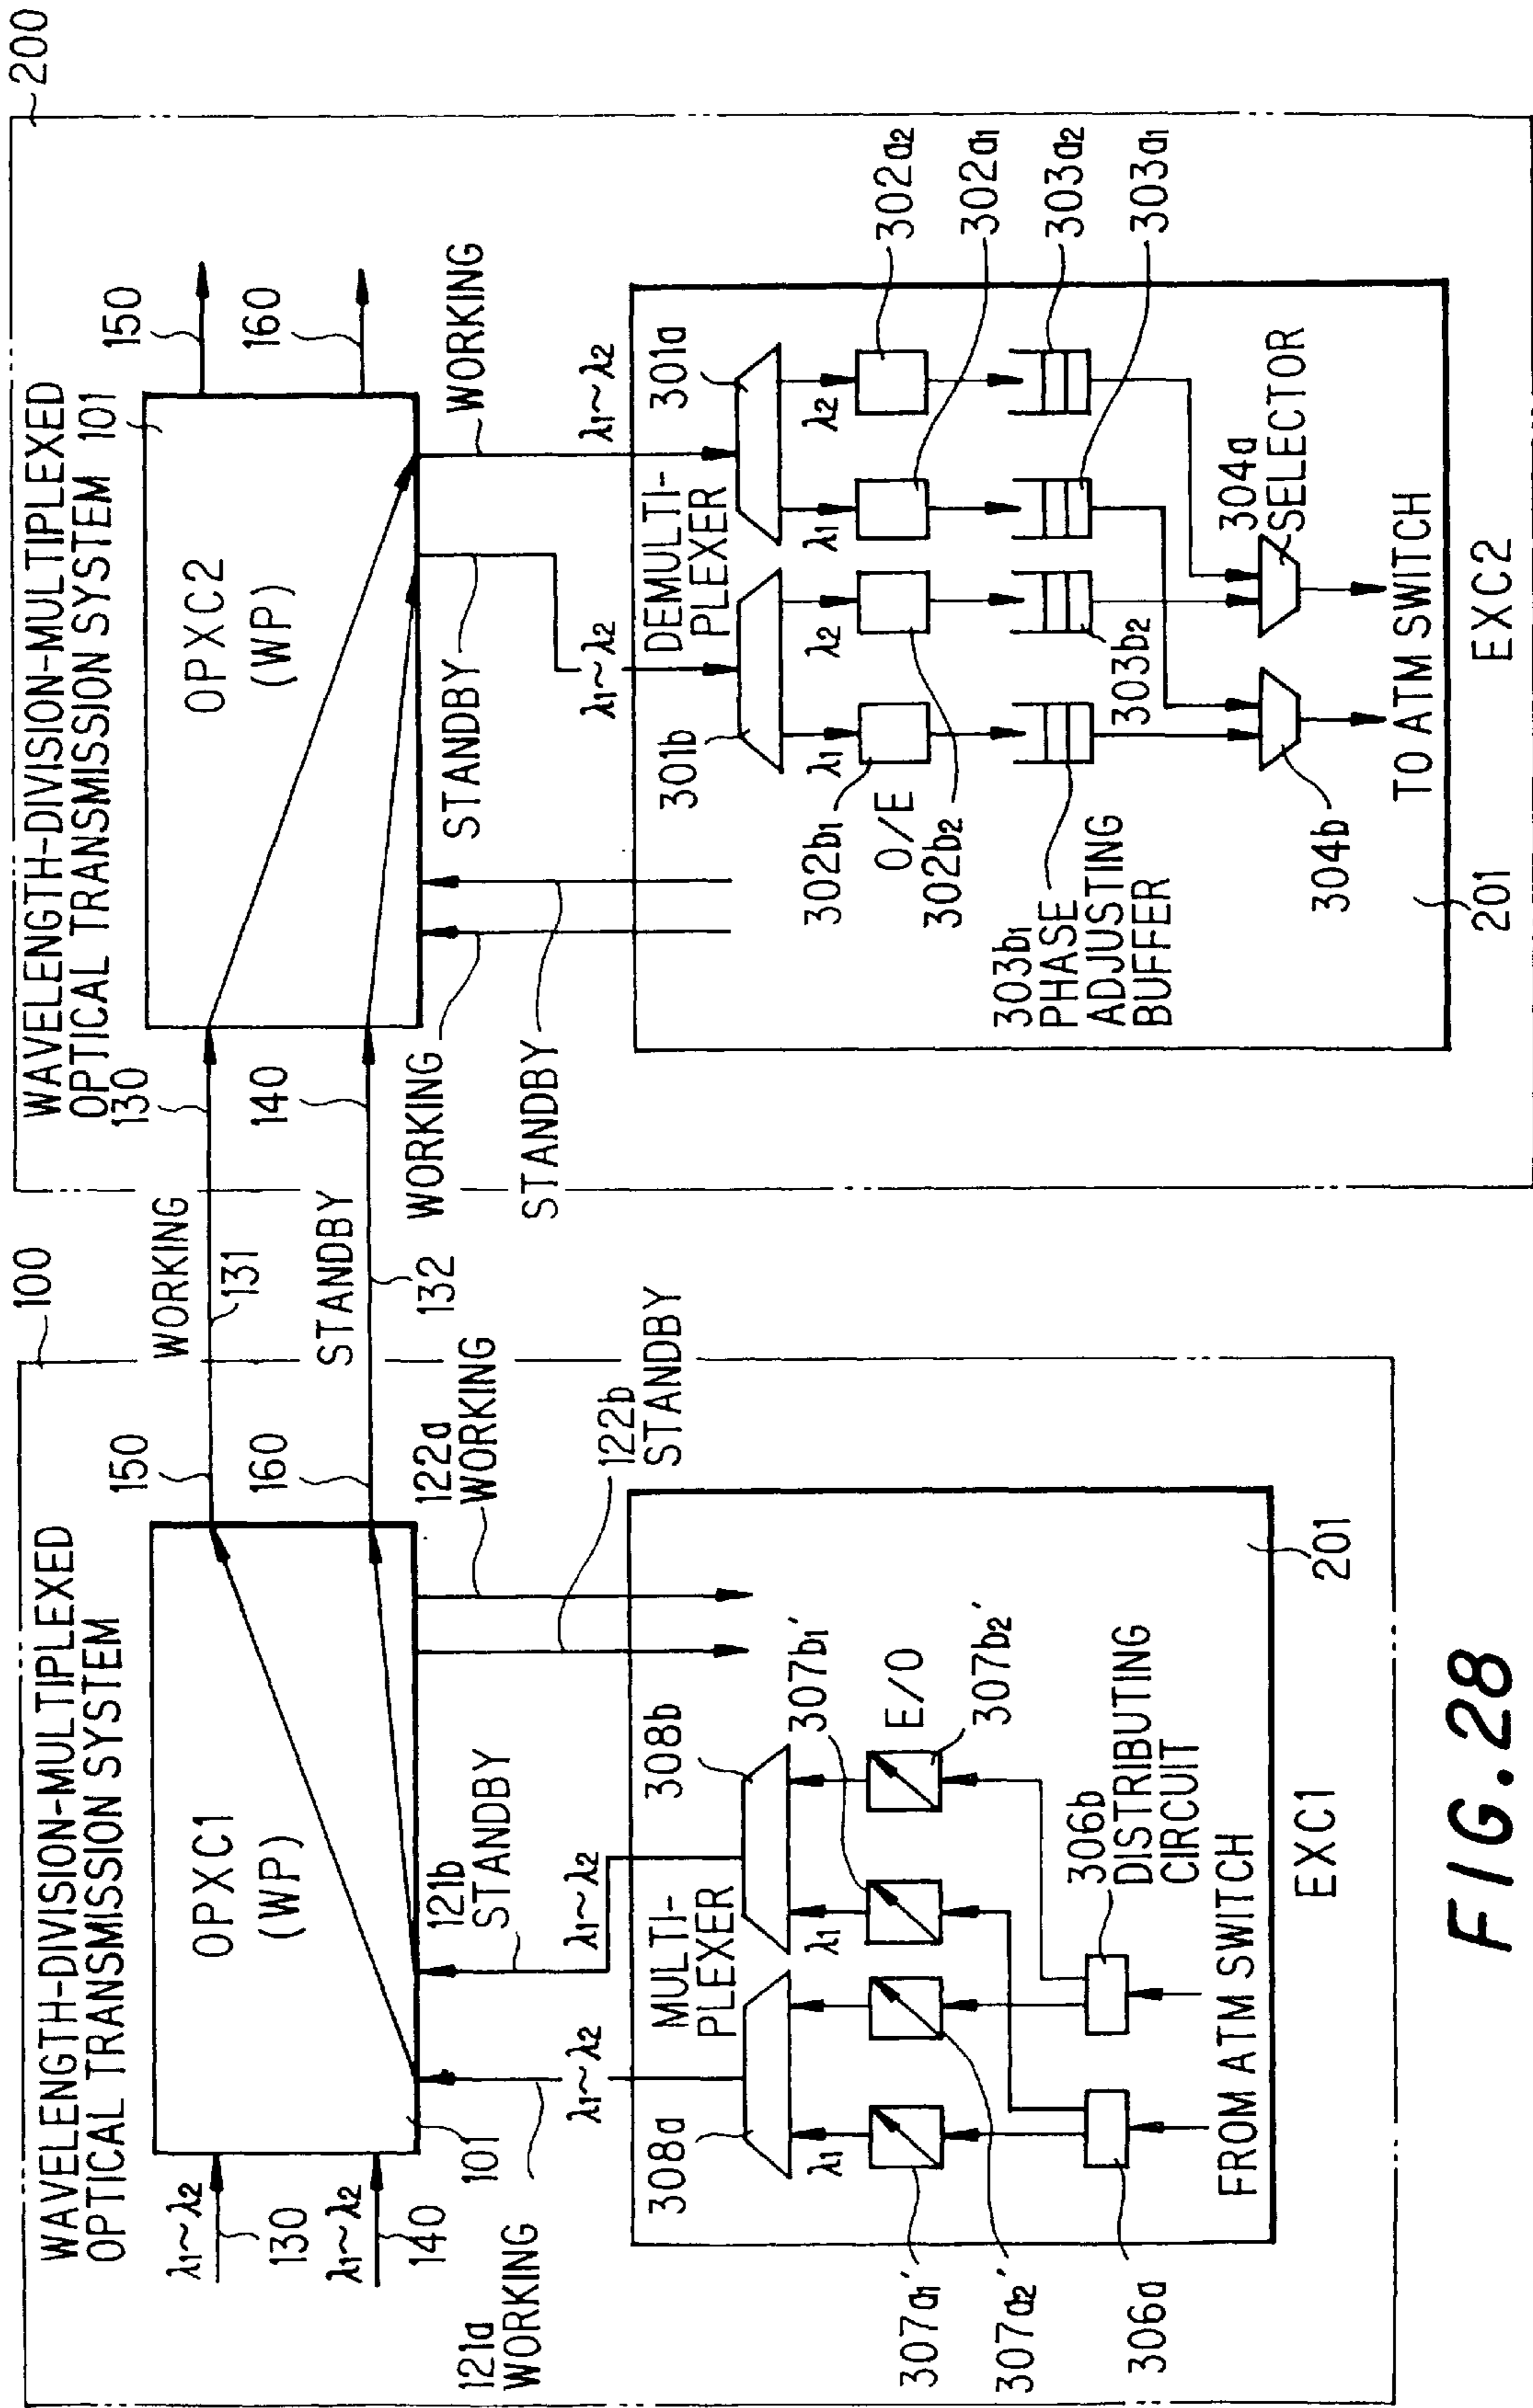 WAVELENGTH-DIVISION-MULTIPLEXED
OPTICAL TRANSMISSION SYSTEM
100
λ1~λ2
130
λ1~λ2
140
101
OPXC1
(WP)
150
160
WORKING
131
STANDBY
132
121a
WORKING
121b
STANDBY
122a
WORKING
122b
STANDBY
λ1~λ2
λ1~λ2
308a
MULTI-
PLEXER
308b
λ1
λ1
307a1'
307a2'
307b1'
E/O
307b2'
306a
306b
DISTRIBUTING
CIRCUIT
FROM ATM SWITCH
201
EXC1
WAVELENGTH-DIVISION-MULTIPLEXED
OPTICAL TRANSMISSION SYSTEM
101
200
130
140
OPXC2
(WP)
150
160
WORKING
STANDBY
STANDBY
WORKING
λ1~λ2
λ1~λ2
301b
DEMULTI-
PLEXER
301a
λ1
λ2
λ1
λ2
302b1
O/E
302b2
302a2
302a1
303b1
PHASE
ADJUSTING
BUFFER
303b2
303a2
303a1
304b
304a
SELECTOR
TO ATM SWITCH
201
EXC2
FIG.28